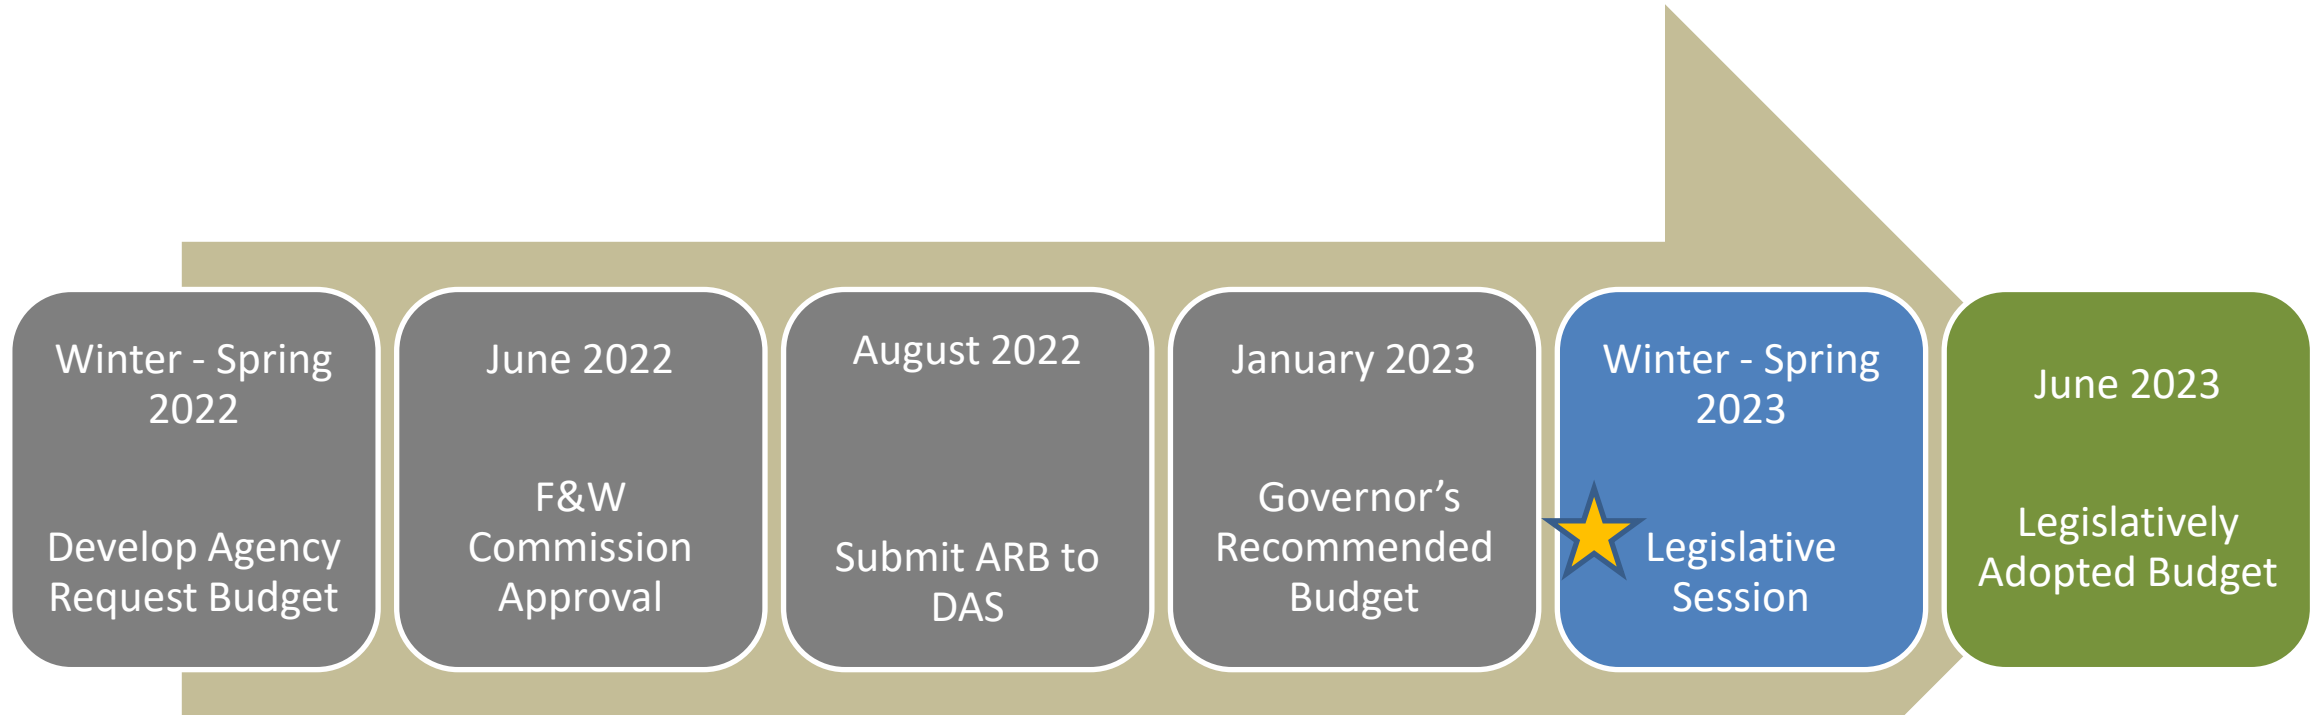 Winter - Spring
2022
Develop Agency
Request Budget
June 2022
F&W
Commission
Approval
August 2022
Submit ARB to
DAS
January 2023
Governor’s
Recommended
Budget
Winter - Spring
2023
Legislative
Session
June 2023
Legislatively
Adopted Budget